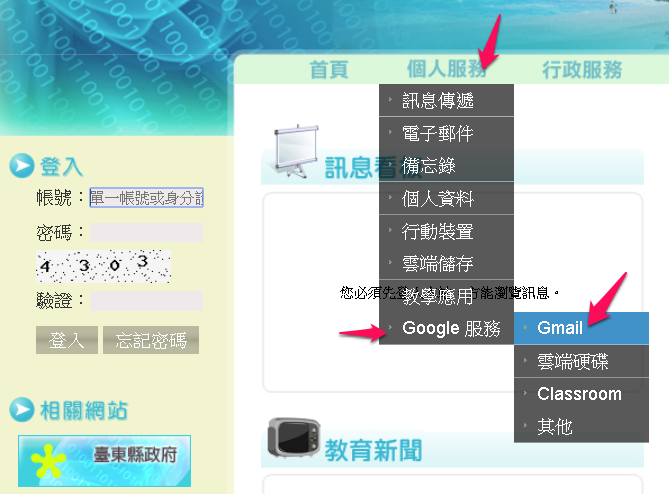 首頁
個人服務
行政服務
訊息傳遞
電子郵件
備忘錄
個人資料
行動裝置
雲端儲存
教學應用
Google 服務
Gmail
雲端硬碟
Classroom
其他
登入
帳號：單一帳號或身分
密碼：
4 3 0 3
驗證：
登入
忘記密碼
訊息看
您必須先登
方能瀏覽訊息。
相關網站
臺東縣政府
教育新聞